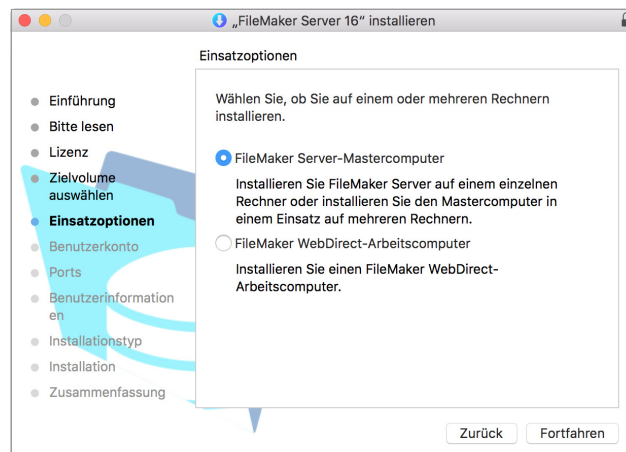 „FileMaker Server 16“ installieren
Einsatzoptionen
Einführung
Bitte lesen
Lizenz
Zielvolume
auswählen
Einsatzoptionen
Benutzerkonto
Ports
Benutzerinformation
en
Installationstyp
Installation
Zusammenfassung
Wählen Sie, ob Sie auf einem oder mehreren Rechnern
installieren.
FileMaker Server-Mastercomputer
Installieren Sie FileMaker Server auf einem einzelnen
Rechner oder installieren Sie den Mastercomputer in
einem Einsatz auf mehreren Rechnern.
FileMaker WebDirect-Arbeitscomputer
Installieren Sie einen FileMaker WebDirect-
Arbeitscomputer.
Zurück
Fortfahren